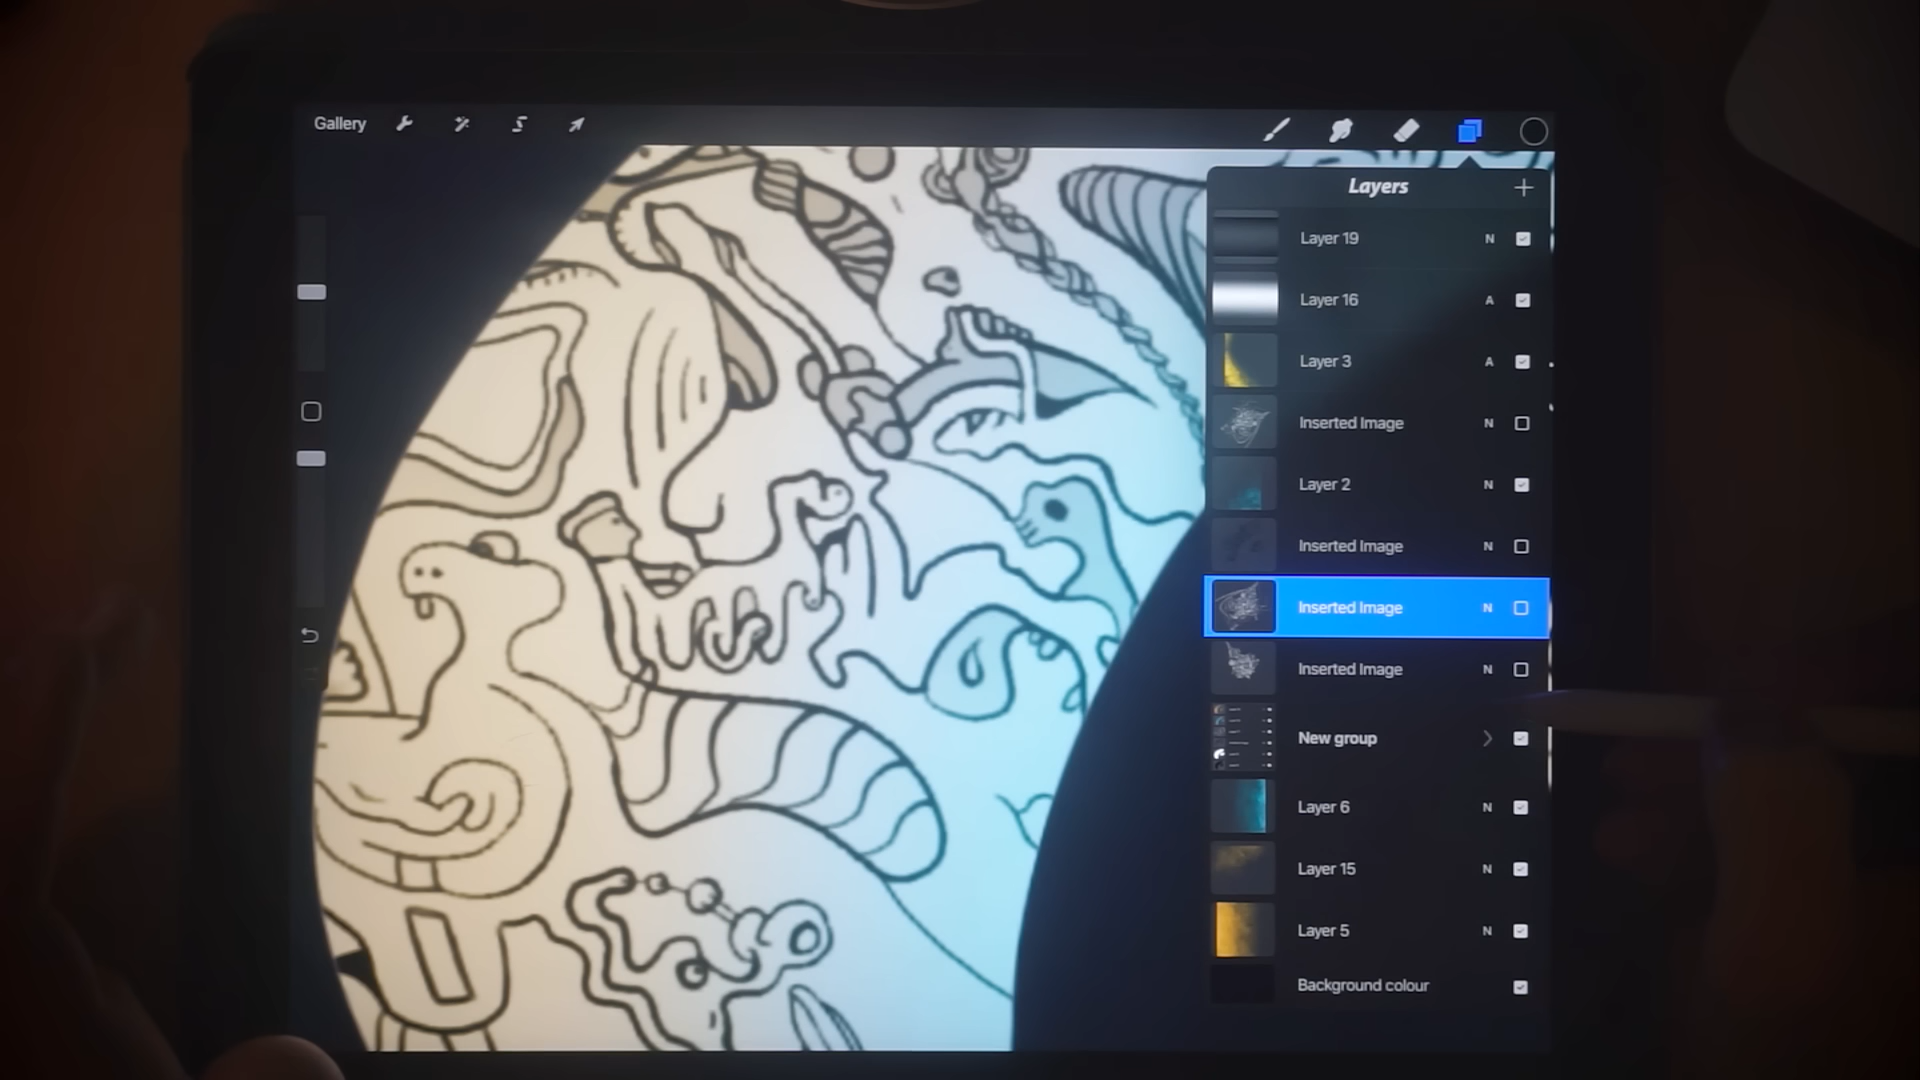 Gallery
Layers
Layer 19 N
Layer 16 A
Layer 3 A
Inserted Image N
Layer 2 N
Inserted Image N
Inserted Image N
Inserted Image N
New group
Layer 6 N
Layer 15 N
Layer 5 N
Background colour